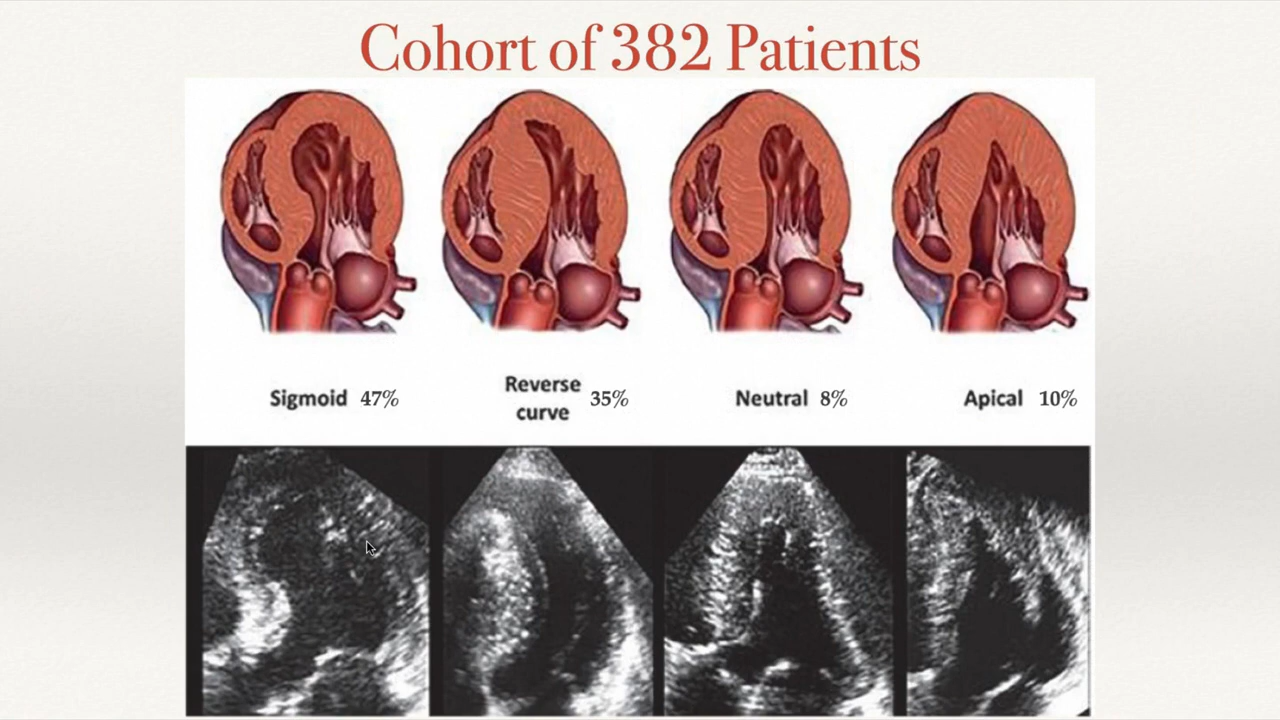 Cohort of 382 Patients
Sigmoid 47%
Reverse
curve 35%
Neutral 8%
Apical 10%